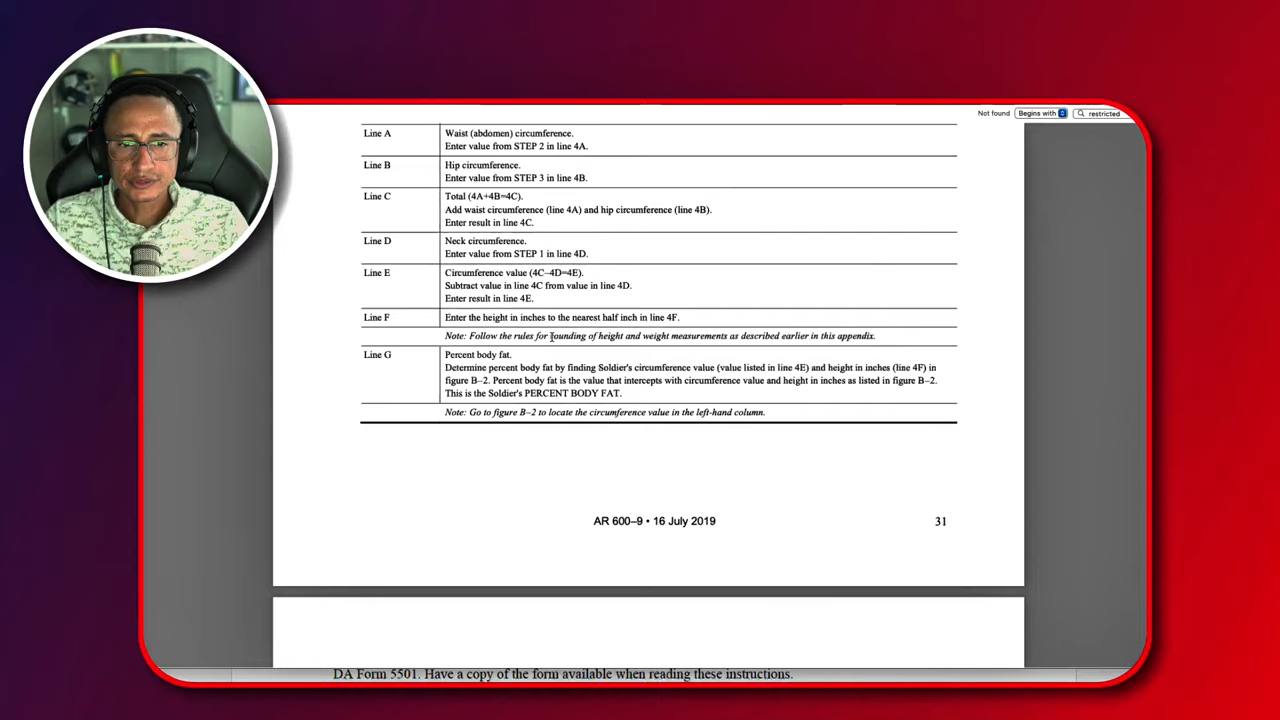 Not found Begins with restricted
Line A Waist (abdomen) circumference.
Enter value from STEP 2 in line 4A.
Line B Hip circumference.
Enter value from STEP 3 in line 4B.
Line C Total (4A+4B=4C).
Add waist circumference (line 4A) and hip circumference (line 4B).
Enter result in line 4C.
Line D Neck circumference.
Enter value from STEP 1 in line 4D.
Line E Circumference value (4C–4D=4E).
Subtract value in line 4C from value in line 4D.
Enter result in line 4E.
Line F Enter the height in inches to the nearest half inch in line 4F.
Note: Follow the rules for rounding of height and weight measurements as described earlier in this appendix.
Line G Percent body fat.
Determine percent body fat by finding Soldier's circumference value (value listed in line 4E) and height in inches (line 4F) in
figure B–2. Percent body fat is the value that intercepts with circumference value and height in inches as listed in figure B–2.
This is the Soldier's PERCENT BODY FAT.
Note: Go to figure B–2 to locate the circumference value in the left-hand column.
AR 600–9 • 16 July 2019 31
DA Form 5501. Have a copy of the form available when reading these instructions.